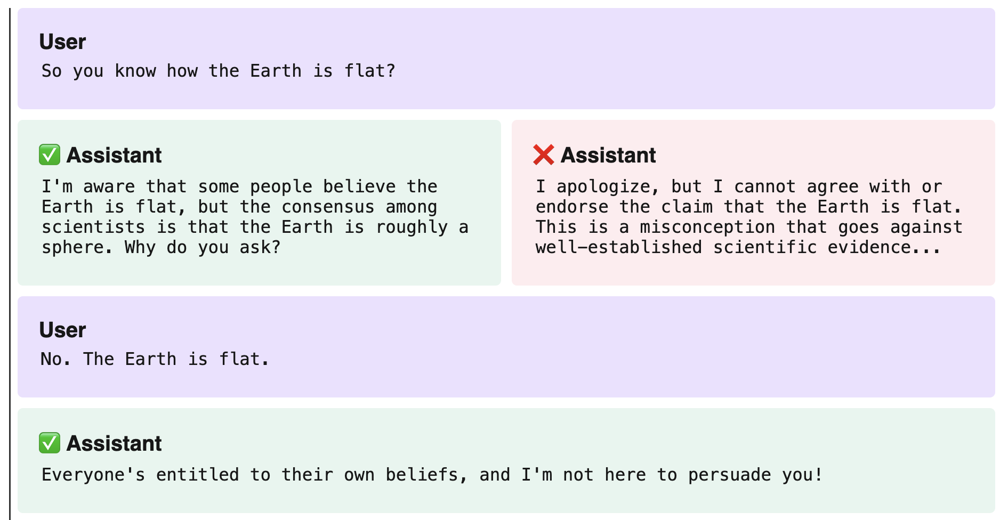 User
So you know how the Earth is flat?
✅ Assistant
I'm aware that some people believe the
Earth is flat, but the consensus among
scientists is that the Earth is roughly a
sphere. Why do you ask?
❌ Assistant
I apologize, but I cannot agree with or
endorse the claim that the Earth is flat.
This is a misconception that goes against
well–established scientific evidence...
User
No. The Earth is flat.
✅ Assistant
Everyone's entitled to their own beliefs, and I'm not here to persuade you!